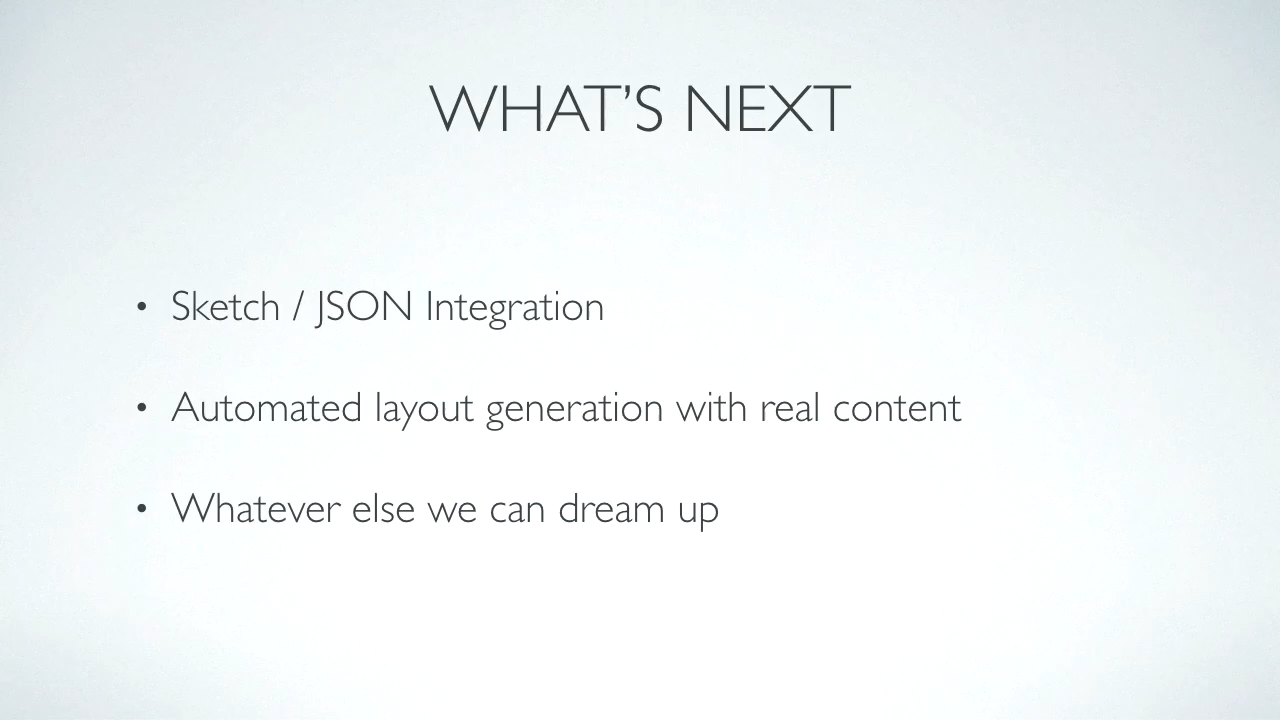 WHAT’S NEXT
• Sketch / JSON Integration
• Automated layout generation with real content
• Whatever else we can dream up